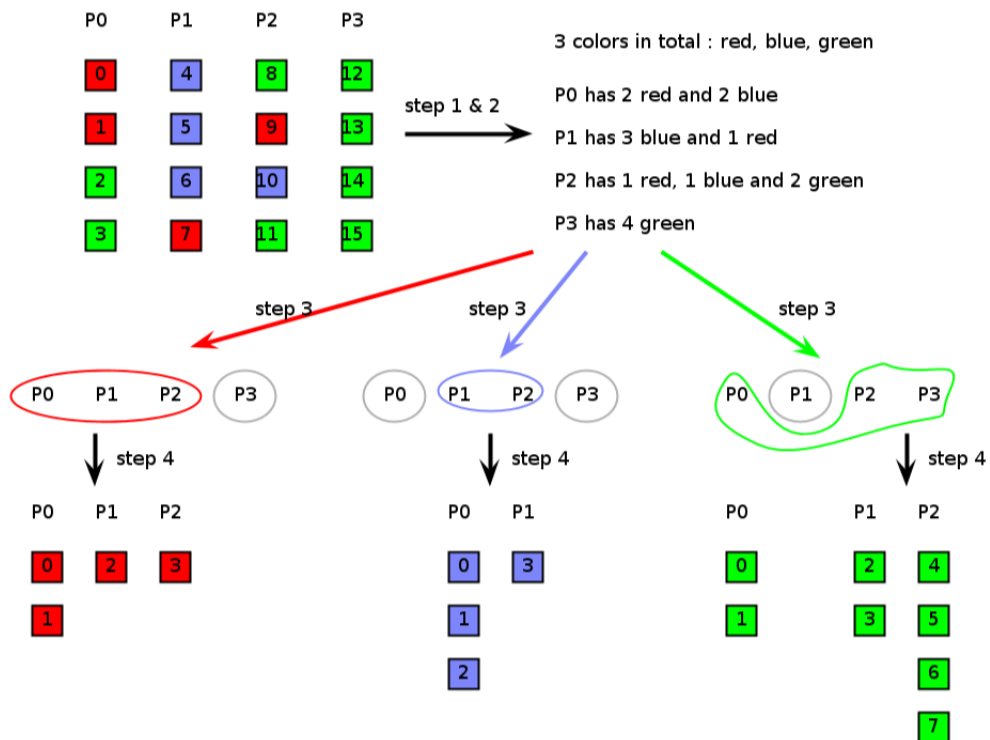 P0 P1 P2 P3
3 colors in total : red, blue, green
0 4 8 12
P0 has 2 red and 2 blue
step 1 & 2
1 5 9 13
P1 has 3 blue and 1 red
2 6 10 14
P2 has 1 red, 1 blue and 2 green
3 7 11 15
P3 has 4 green
step 3 step 3 step 3
P0 P1 P2 P3 P0 P1 P2 P3 P0 P1 P2 P3
step 4 step 4 step 4
P0 P1 P2 P0 P1 P0 P1 P2
0 2 3 0 3 0 2 4
1 1 1 3 5
2 6
7